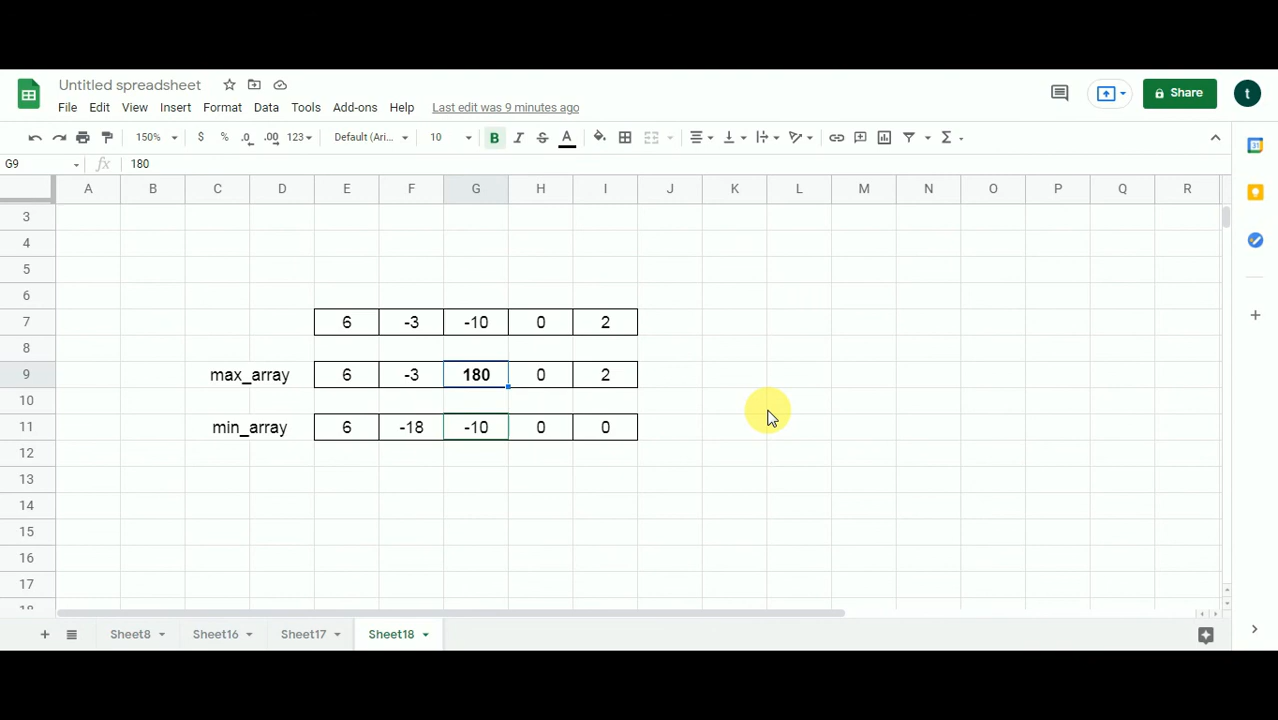 Untitled spreadsheet
File Edit View Insert Format Data Tools Add-ons Help Last edit was 9 minutes ago
Share t
150% $ % .0 .00 123 Default (Ari... 10 B I S A Σ
31
G9 fx 180
A B C D E F G H I J K L M N O P Q R
3
4
5
6
7 6 -3 -10 0 2
8
9 max_array 6 -3 180 0 2
10
11 min_array 6 -18 -10 0 0
12
13
14
15
16
17
18
Sheet8 Sheet16 Sheet17 Sheet18